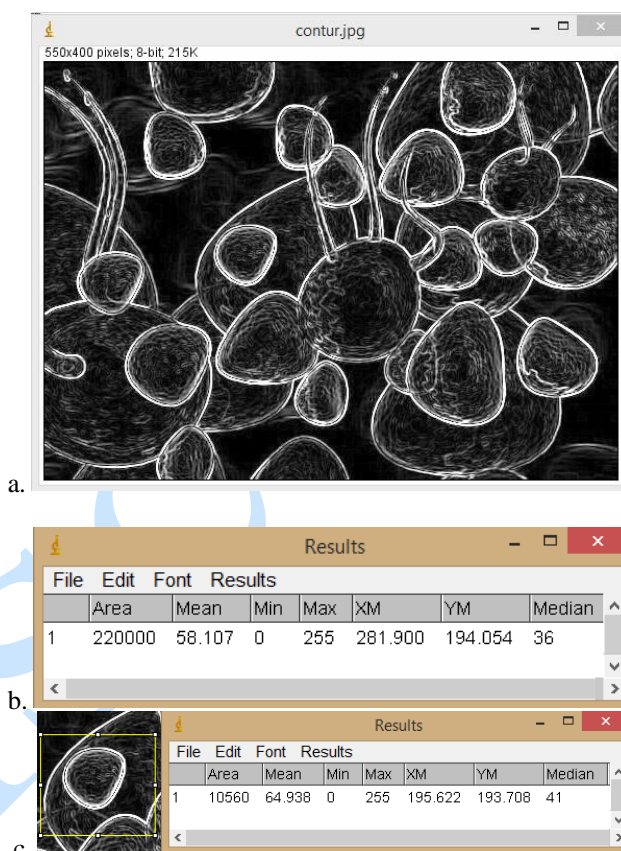 contur.jpg
550x400 pixels; 8-bit; 215K
a.
Results
File Edit Font Results
Area Mean Min Max XM YM Median
1 220000 58.107 0 255 281.900 194.054 36
b.
Results
File Edit Font Results
Area Mean Min Max XM YM Median
1 10560 64.938 0 255 195.622 193.708 41
c.